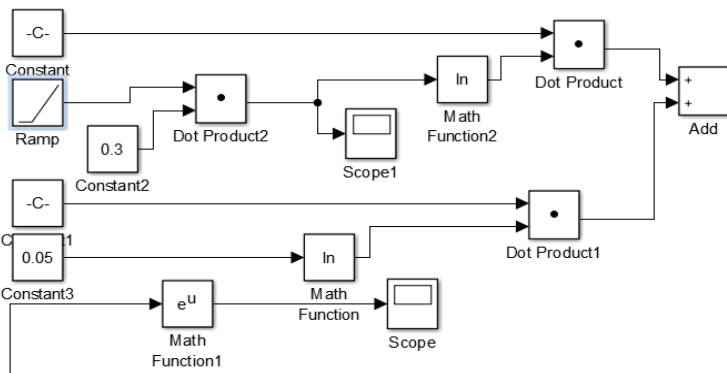 -C-
Constant
Ramp
0.3
Constant2
Dot Product2
Scope1
ln
Math
Function2
Dot Product
+
+
Add
-C-
0.05
Constant3
ln
Math
Function
Dot Product1
e^u
Math
Function1
Scope